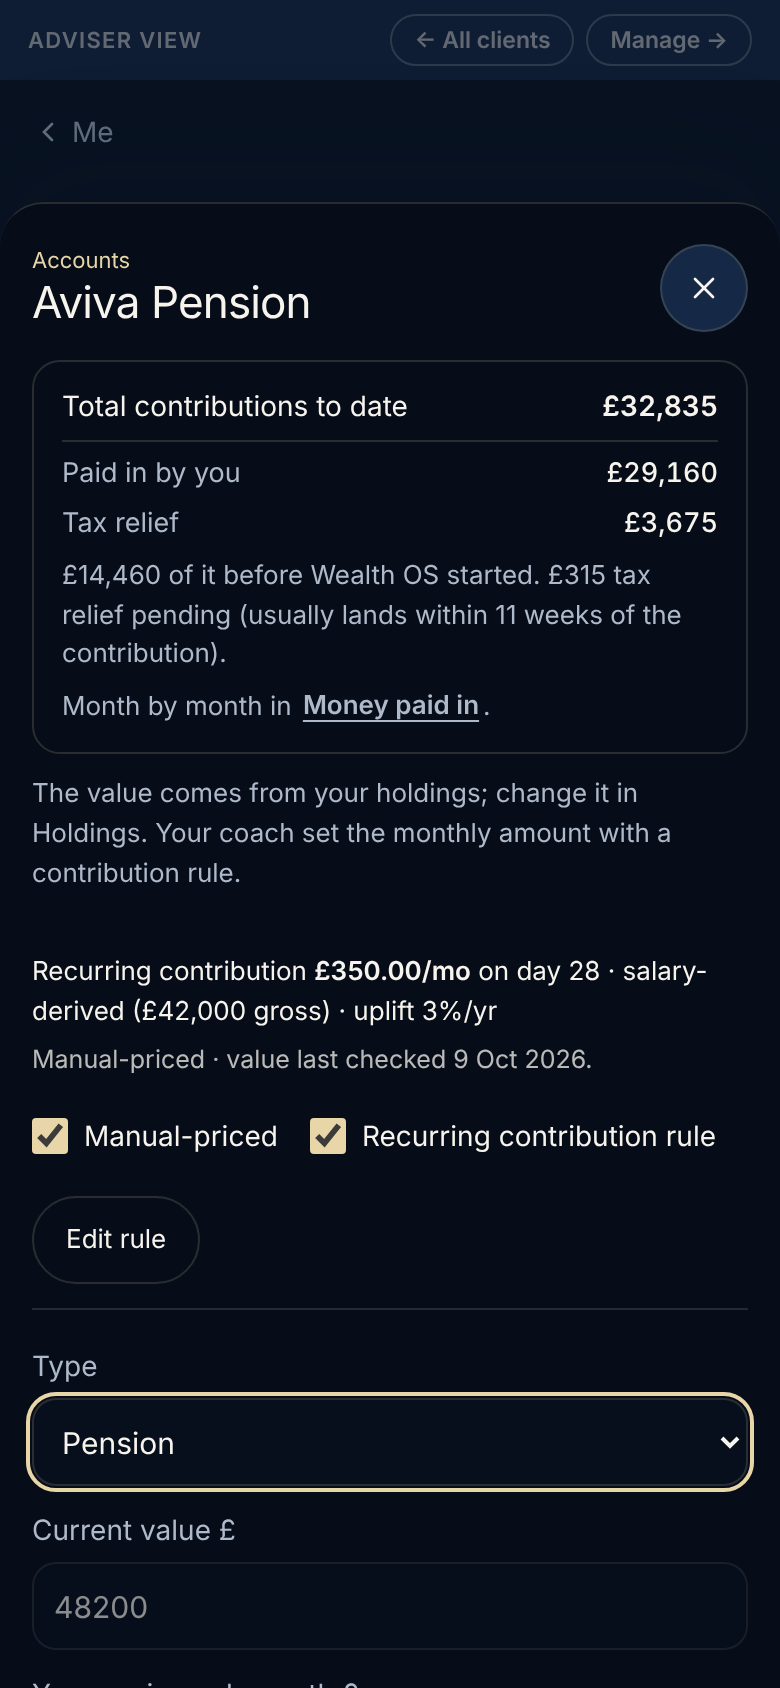 ADVISER VIEW
← All clients
Manage →
Me
Accounts
Aviva Pension
Total contributions to date £32,835
Paid in by you £29,160
Tax relief £3,675
£14,460 of it before Wealth OS started. £315 tax
relief pending (usually lands within 11 weeks of the
contribution).
Month by month in Money paid in.
The value comes from your holdings; change it in
Holdings. Your coach set the monthly amount with a
contribution rule.
Recurring contribution £350.00/mo on day 28 · salary-
derived (£42,000 gross) · uplift 3%/yr
Manual-priced · value last checked 9 Oct 2026.
Manual-priced
Recurring contribution rule
Edit rule
Type
Pension
Current value £
48200